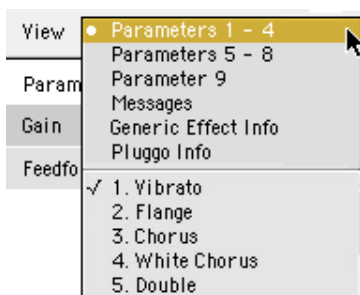 View
Parameters 1 - 4
Parameters 5 - 8
Param
Parameter 9
Messages
Gain
Generic Effect Info
Pluggo Info
Feedfo
✓ 1. Vibrato
2. Flange
3. Chorus
4. White Chorus
5. Double